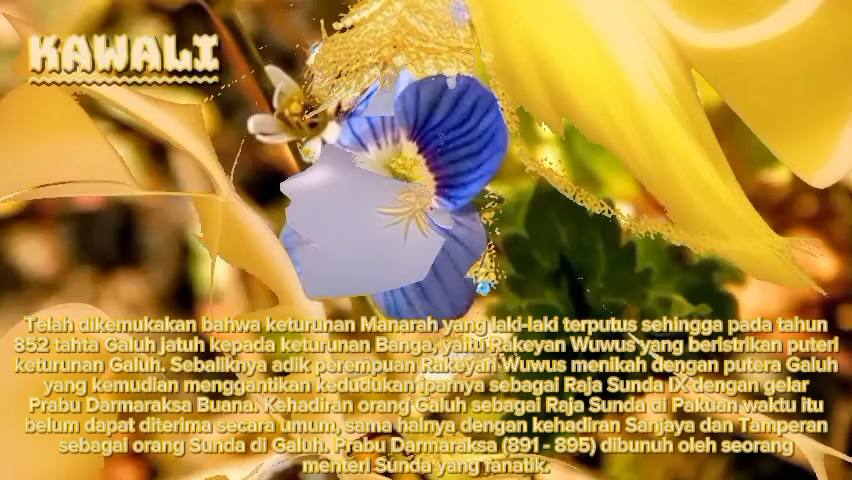 KAWALI
Telah dikemukakan bahwa keturunan Manarah yang laki-laki terputus sehingga pada tahun
852 tahta Galuh jatuh kepada keturunan Banga, yaitu Rakeyan Wuwus yang beristrikan puteri
keturunan Galuh. Sebaliknya adik perempuan Rakeyan Wuwus menikah dengan putera Galuh
yang kemudian menggantikan kedudukan iparnya sebagai Raja Sunda IX dengan gelar
Prabu Darmaraksa Buana. Kehadiran orang Galuh sebagai Raja Sunda di Pakuan waktu itu
belum dapat diterima secara umum, sama halnya dengan kehadiran Sanjaya dan Tamperan
sebagai orang Sunda di Galuh. Prabu Darmaraksa (891 - 895) dibunuh oleh seorang
menteri Sunda yang fanatik.